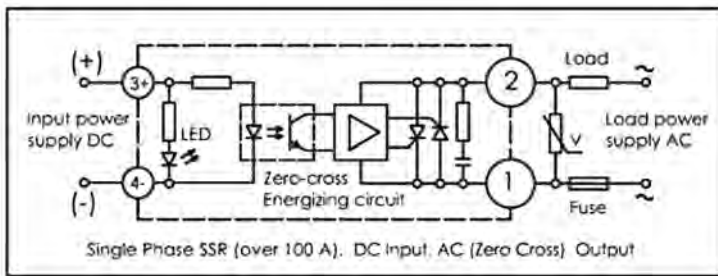 (+)
3+
2
Load
~
Input power
supply DC
LED
V
Load power
supply AC
4-
1
(-)
Zero-cross
Energizing circuit
Fuse
~
Single Phase SSR (over 100 A). DC Input, AC (Zero Cross) Output